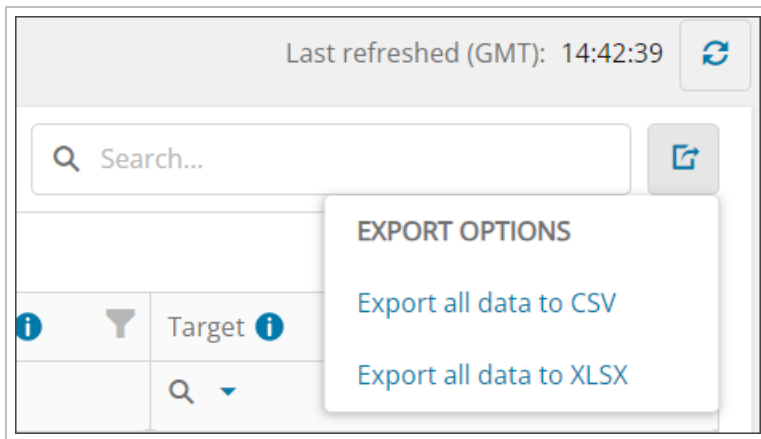 Last refreshed (GMT): 14:42:39
Search...
EXPORT OPTIONS
Export all data to CSV
Target
Export all data to XLSX